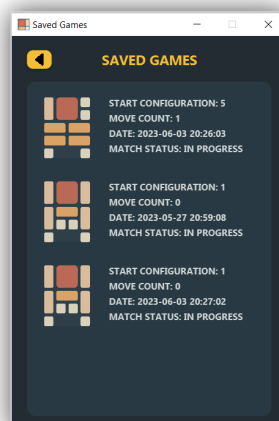 Saved Games
SAVED GAMES
START CONFIGURATION: 5
MOVE COUNT: 1
DATE: 2023-06-03 20:26:03
MATCH STATUS: IN PROGRESS
START CONFIGURATION: 1
MOVE COUNT: 0
DATE: 2023-05-27 20:59:08
MATCH STATUS: IN PROGRESS
START CONFIGURATION: 1
MOVE COUNT: 0
DATE: 2023-06-03 20:27:02
MATCH STATUS: IN PROGRESS